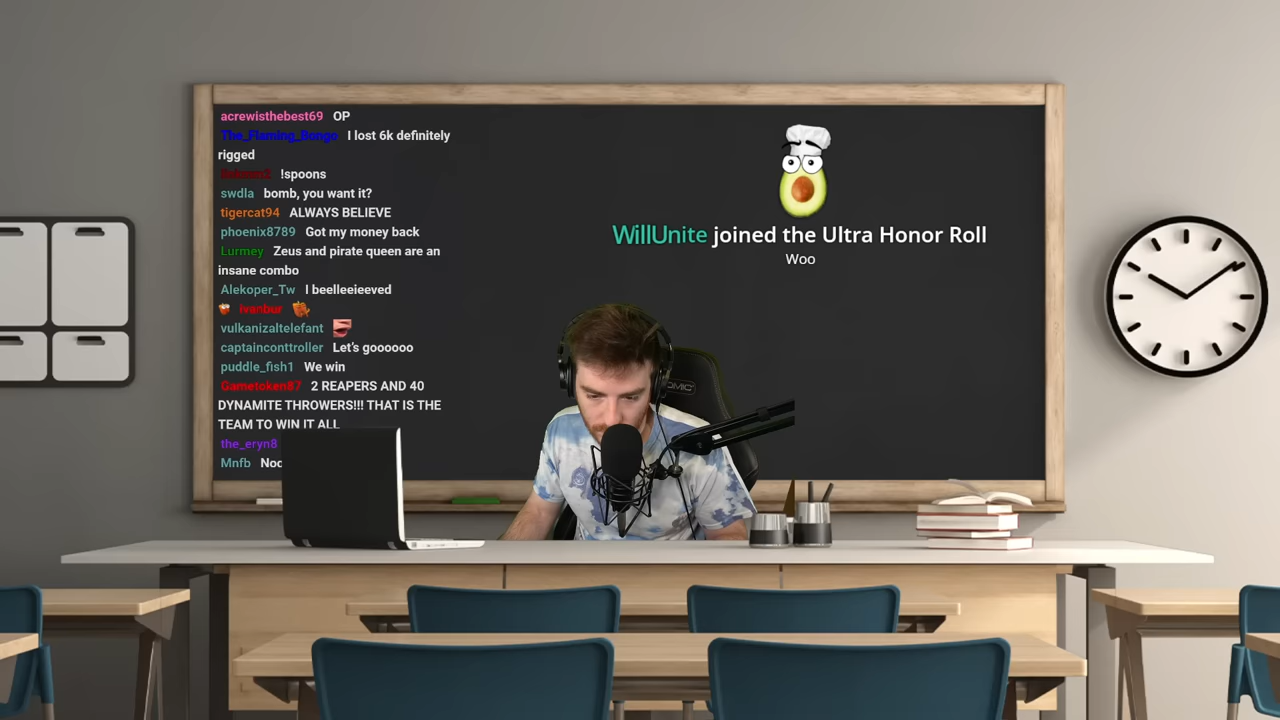 acrewisthebest69 OP
The_Flaming_Bongo I lost 6k definitely
rigged
!spoons
swdla bomb, you want it?
tigercat94 ALWAYS BELIEVE
phoenix8789 Got my money back
Lurmey Zeus and pirate queen are an
insane combo
Alekoper_Tw I beelleeieeved
ivanbur
vulkanizaltelefant
captainconttroller Let's goooooo
puddle_fish1 We win
Gametoken87 2 REAPERS AND 40
DYNAMITE THROWERS!!! THAT IS THE
TEAM TO WIN IT ALL
the_eryn8
Mnfb
WillUnite joined the Ultra Honor Roll
Woo